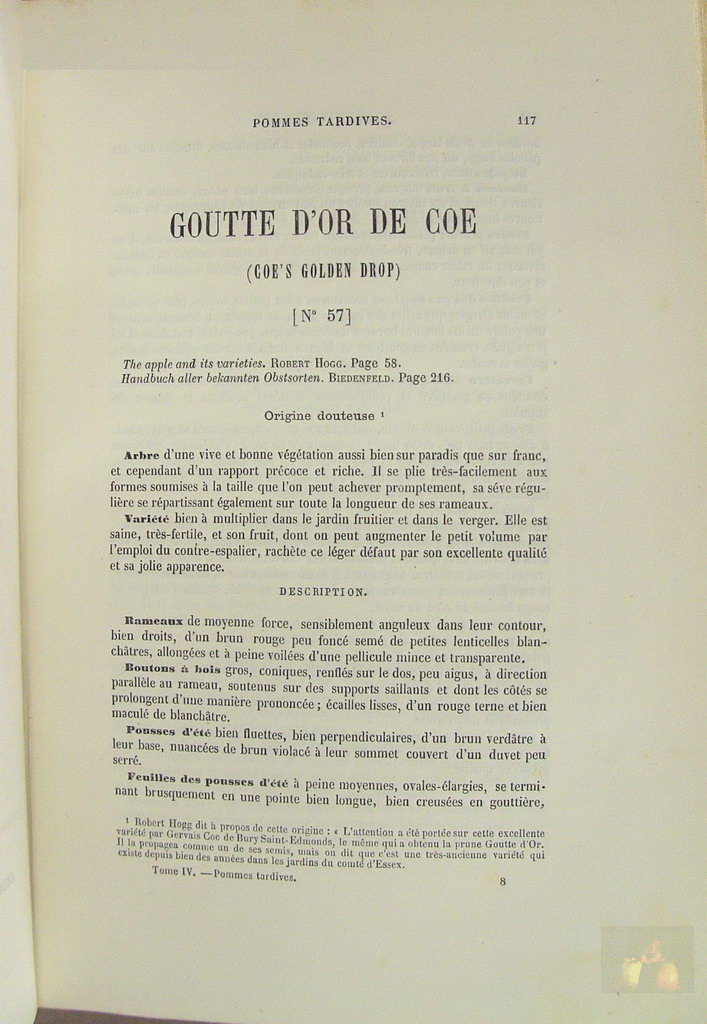 POMMES TARDIVES. 117
GOUTTE D'OR DE COE
(COE'S GOLDEN DROP)
[N° 57]
The apple and its varieties. ROBERT HOGG. Page 58.
Handbuch aller bekannten Obstsorten. BIEDENFELD. Page 216.
Origine douteuse ¹
Arbre d'une vive et bonne végétation aussi bien sur paradis que sur franc,
et cependant d'un rapport précoce et riche. Il se plie très-facilement aux
formes soumises à la taille que l'on peut achever promptement, sa séve régu-
lière se répartissant également sur toute la longueur de ses rameaux.
Variété bien à multiplier dans le jardin fruitier et dans le verger. Elle est
saine, très-fertile, et son fruit, dont on peut augmenter le petit volume par
l'emploi du contre-espalier, rachète ce léger défaut par son excellente qualité
et sa jolie apparence.
DESCRIPTION.
Rameaux de moyenne force, sensiblement anguleux dans leur contour,
bien droits, d'un brun rouge peu foncé semé de petites lenticelles blan-
châtres, allongées et à peine voilées d'une pellicule mince et transparente.
Boutons à bois gros, coniques, renflés sur le dos, peu aigus, à direction
parallèle au rameau, soutenus sur des supports saillants et dont les côtés se
prolongent d'une manière prononcée; écailles lisses, d'un rouge terne et bien
maculé de blanchâtre.
Pousses d'été bien fluettes, bien perpendiculaires, d'un brun verdâtre à
leur base, nuancées de brun violacé à leur sommet couvert d'un duvet peu
serré.
Feuilles des pousses d'été à peine moyennes, ovales-élargies, se termi-
nant brusquement en une pointe bien longue, bien creusées en gouttière,
¹ Robert Hogg dit à propos de cette origine : « L'attention a été portée sur cette excellente
variété par Gervais Coe de Bury Saint-Edmonds, le même qui a obtenu la prune Goutte d'Or.
Il la propagea comme un de ses semis, mais on dit que c'est une très-ancienne variété qui
existe depuis bien des années dans les jardins du comté d'Essex.
Tome IV. — Pommes tardives. 8